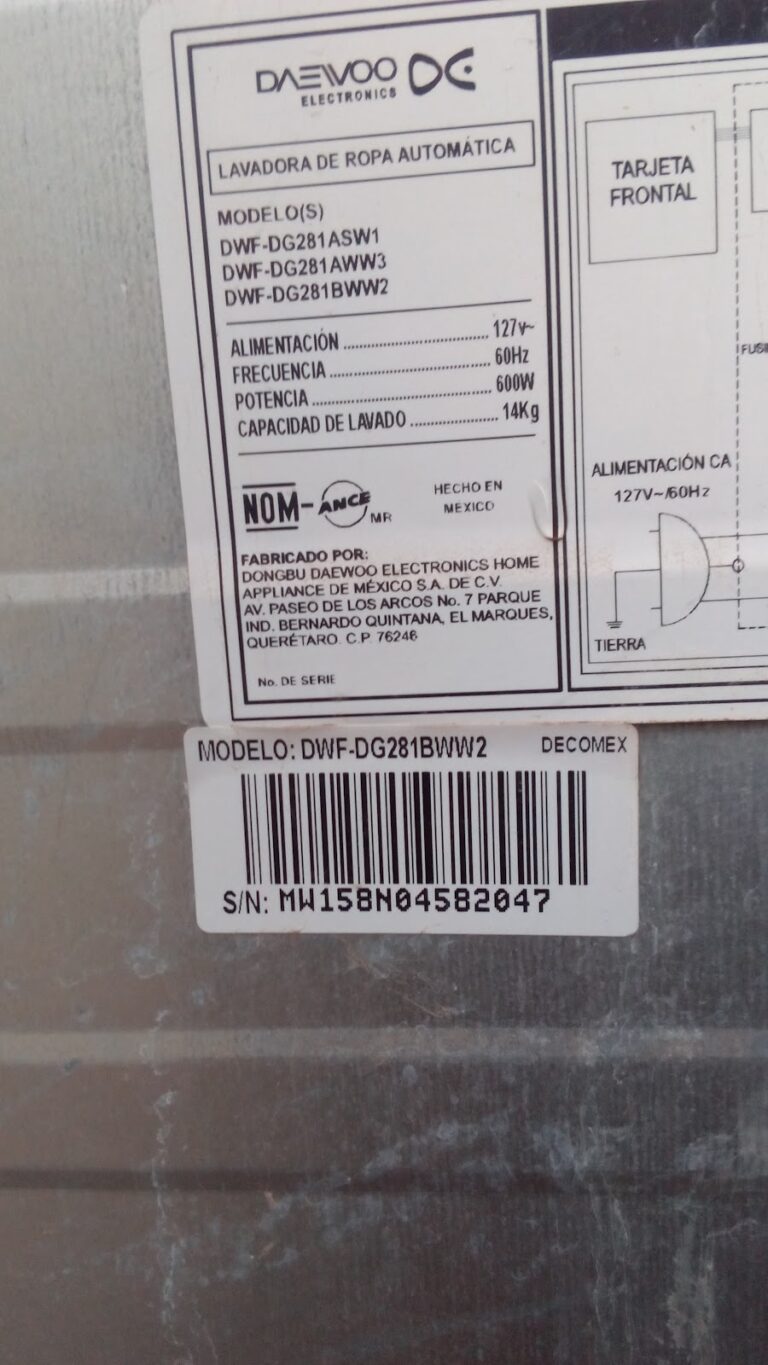 DAEWOO
ELECTRONICS
LAVADORA DE ROPA AUTOMÁTICA
MODELO(S)
DWF-DG281ASW1
DWF-DG281AWW3
DWF-DG281BWW2
ALIMENTACIÓN ........................ 127v~
FRECUENCIA ........................... 60Hz
POTENCIA .............................. 600W
CAPACIDAD DE LAVADO ............... 14Kg
NOM-ANCE MR
HECHO EN
MEXICO
FABRICADO POR:
DONGBU DAEWOO ELECTRONICS HOME
APPLIANCE DE MÉXICO S.A. DE C.V.
AV. PASEO DE LOS ARCOS No. 7 PARQUE
IND. BERNARDO QUINTANA, EL MARQUES,
QUERÉTARO. C.P. 76246
No. DE SERIE
TARJETA
FRONTAL
ALIMENTACIÓN CA
127V~/60Hz
TIERRA
MODELO: DWF-DG281BWW2 DECOMEX
S/N: MW158N04582047